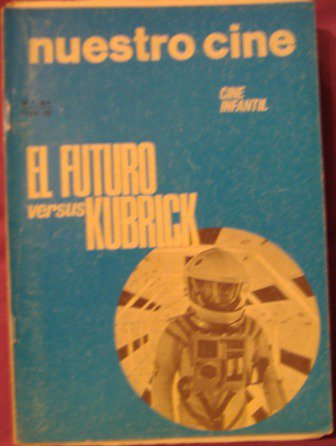 nuestro cine
CINE
INFANTIL
EL FUTURO
versus KUBRICK